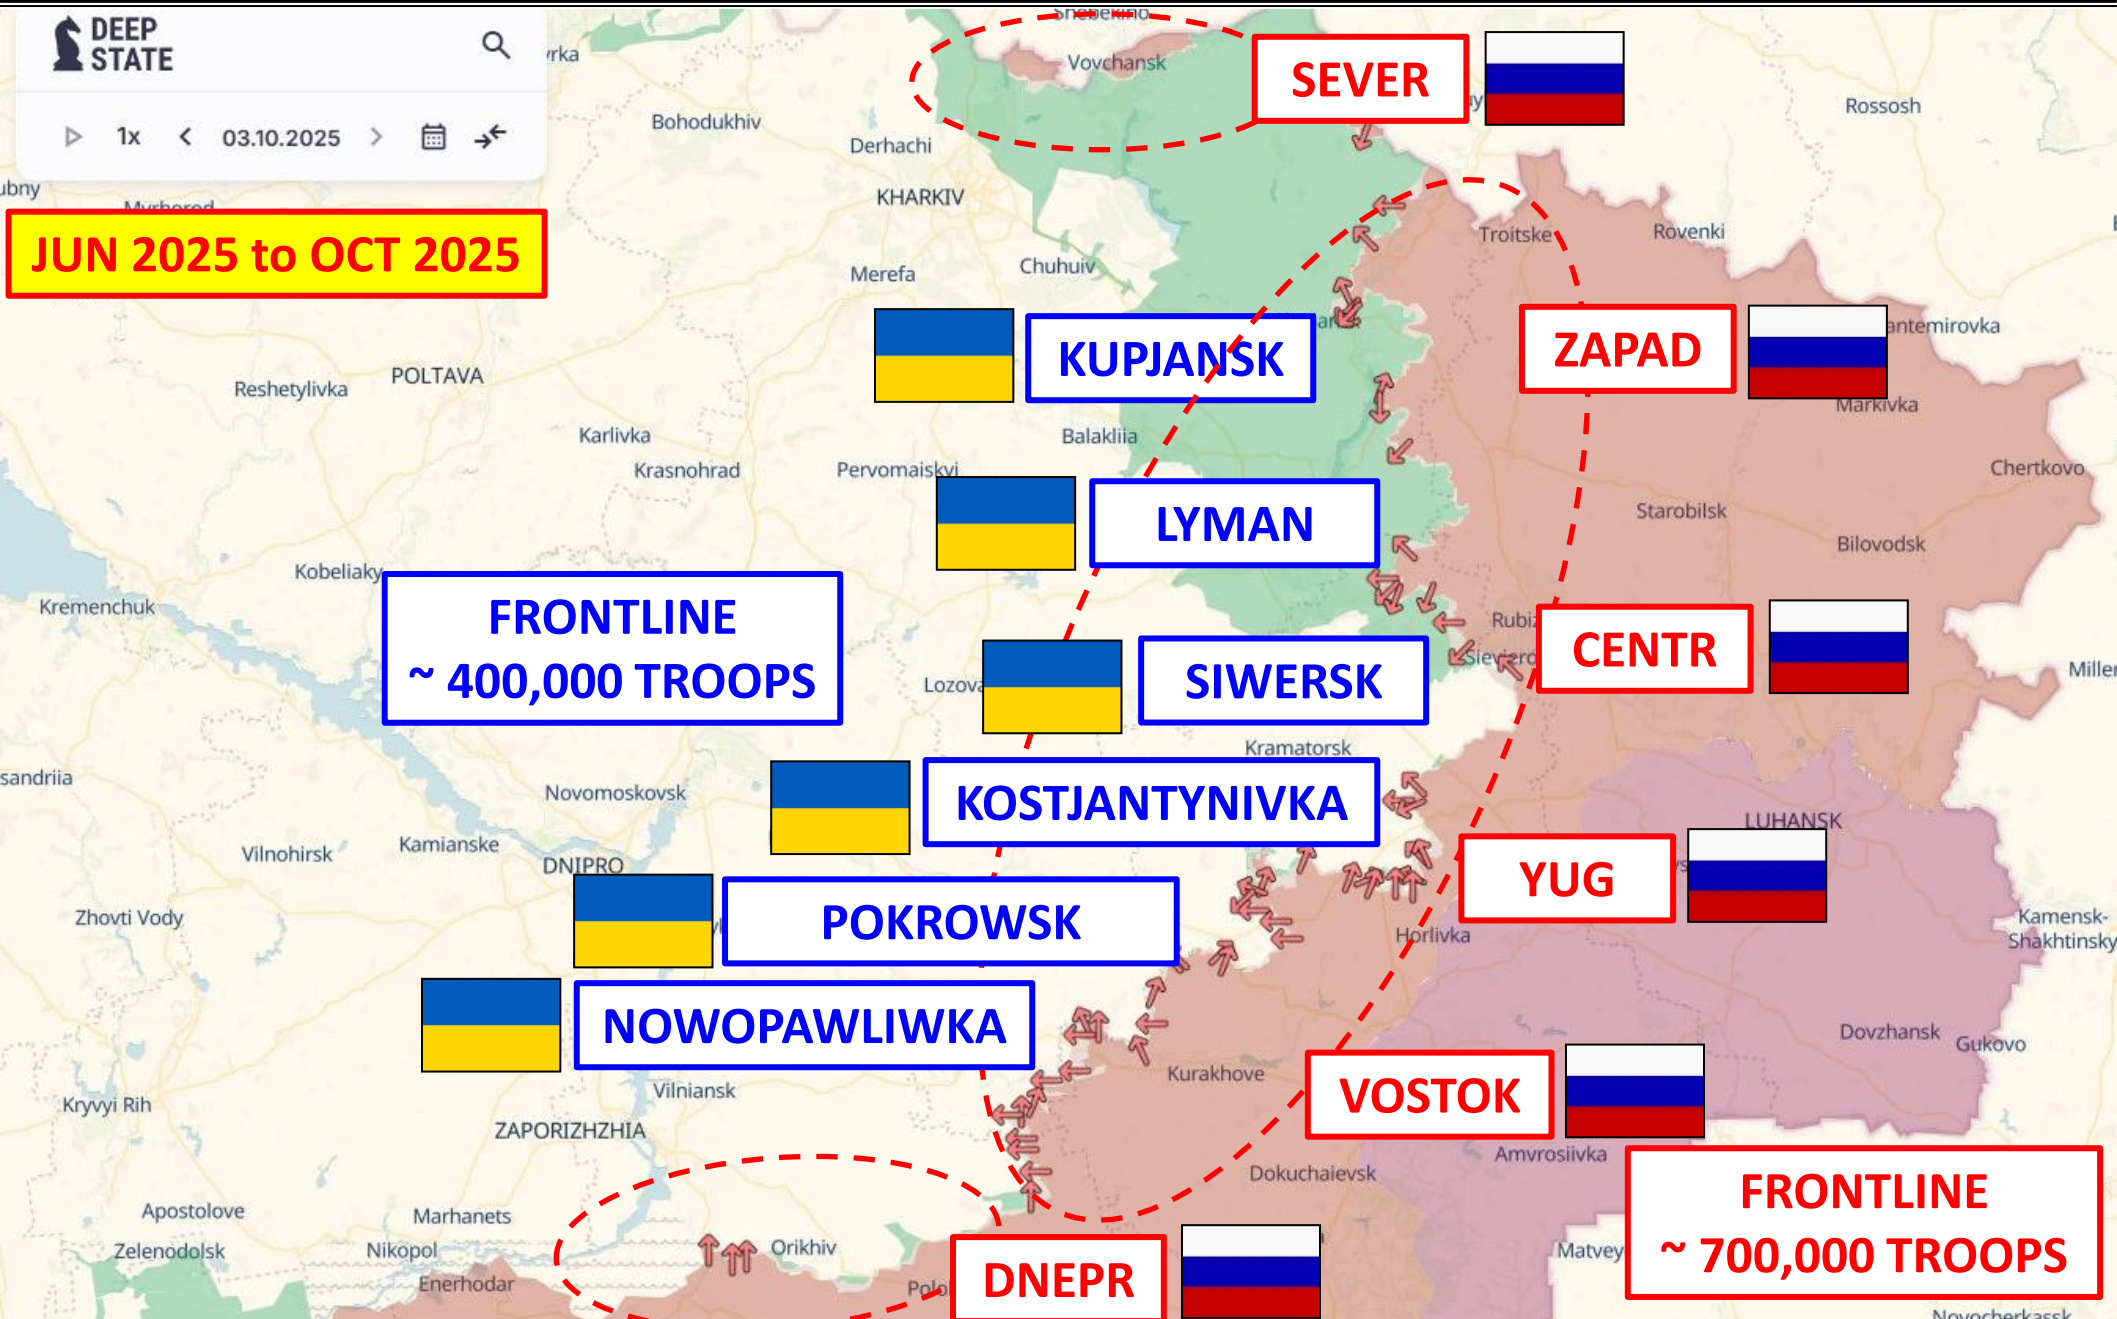 DEEP
STATE
1x
03.10.2025
JUN 2025 to OCT 2025
Shebekino
Vovchansk
SEVER
Rossosh
Bohodukhiv
Derhachi
KHARKIV
Myrhorod
Troitske
Rovenki
Merefa
Chuhuiv
KUPJANSK
ZAPAD
Reshetylivka
POLTAVA
Markivka
Karlivka
Balakliia
Krasnohrad
Pervomaiskyi
Chertkovo
LYMAN
Starobilsk
Bilovodsk
Kobeliaky
Kremenchuk
FRONTLINE
~ 400,000 TROOPS
CENTR
SIWERSK
Kramatorsk
Novomoskovsk
KOSTJANTYNIVKA
LUHANSK
Vilnohirsk
Kamianske
DNIPRO
YUG
Zhovti Vody
POKROWSK
Horlivka
Kamensk-
Shakhtinsky
NOWOPAWLIWKA
Dovzhansk
Gukovo
Kurakhove
Vilniansk
VOSTOK
Kryvyi Rih
ZAPORIZHZHIA
Amvrosiivka
Dokuchaievsk
Apostolove
Marhanets
FRONTLINE
~ 700,000 TROOPS
Zelenodolsk
Nikopol
Orikhiv
Enerhodar
DNEPR
Novocherkassk